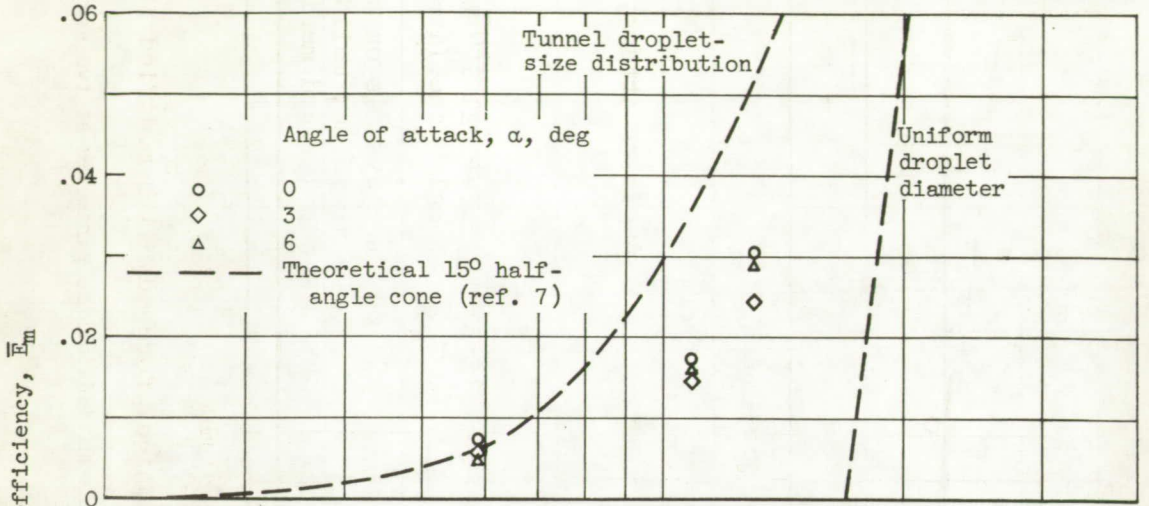 .06
Tunnel droplet-
size distribution
Angle of attack, α, deg
Uniform
droplet
diameter
.04
0
3
6
Theoretical 15° half-
angle cone (ref. 7)
.02
fficiency, E̅m
0